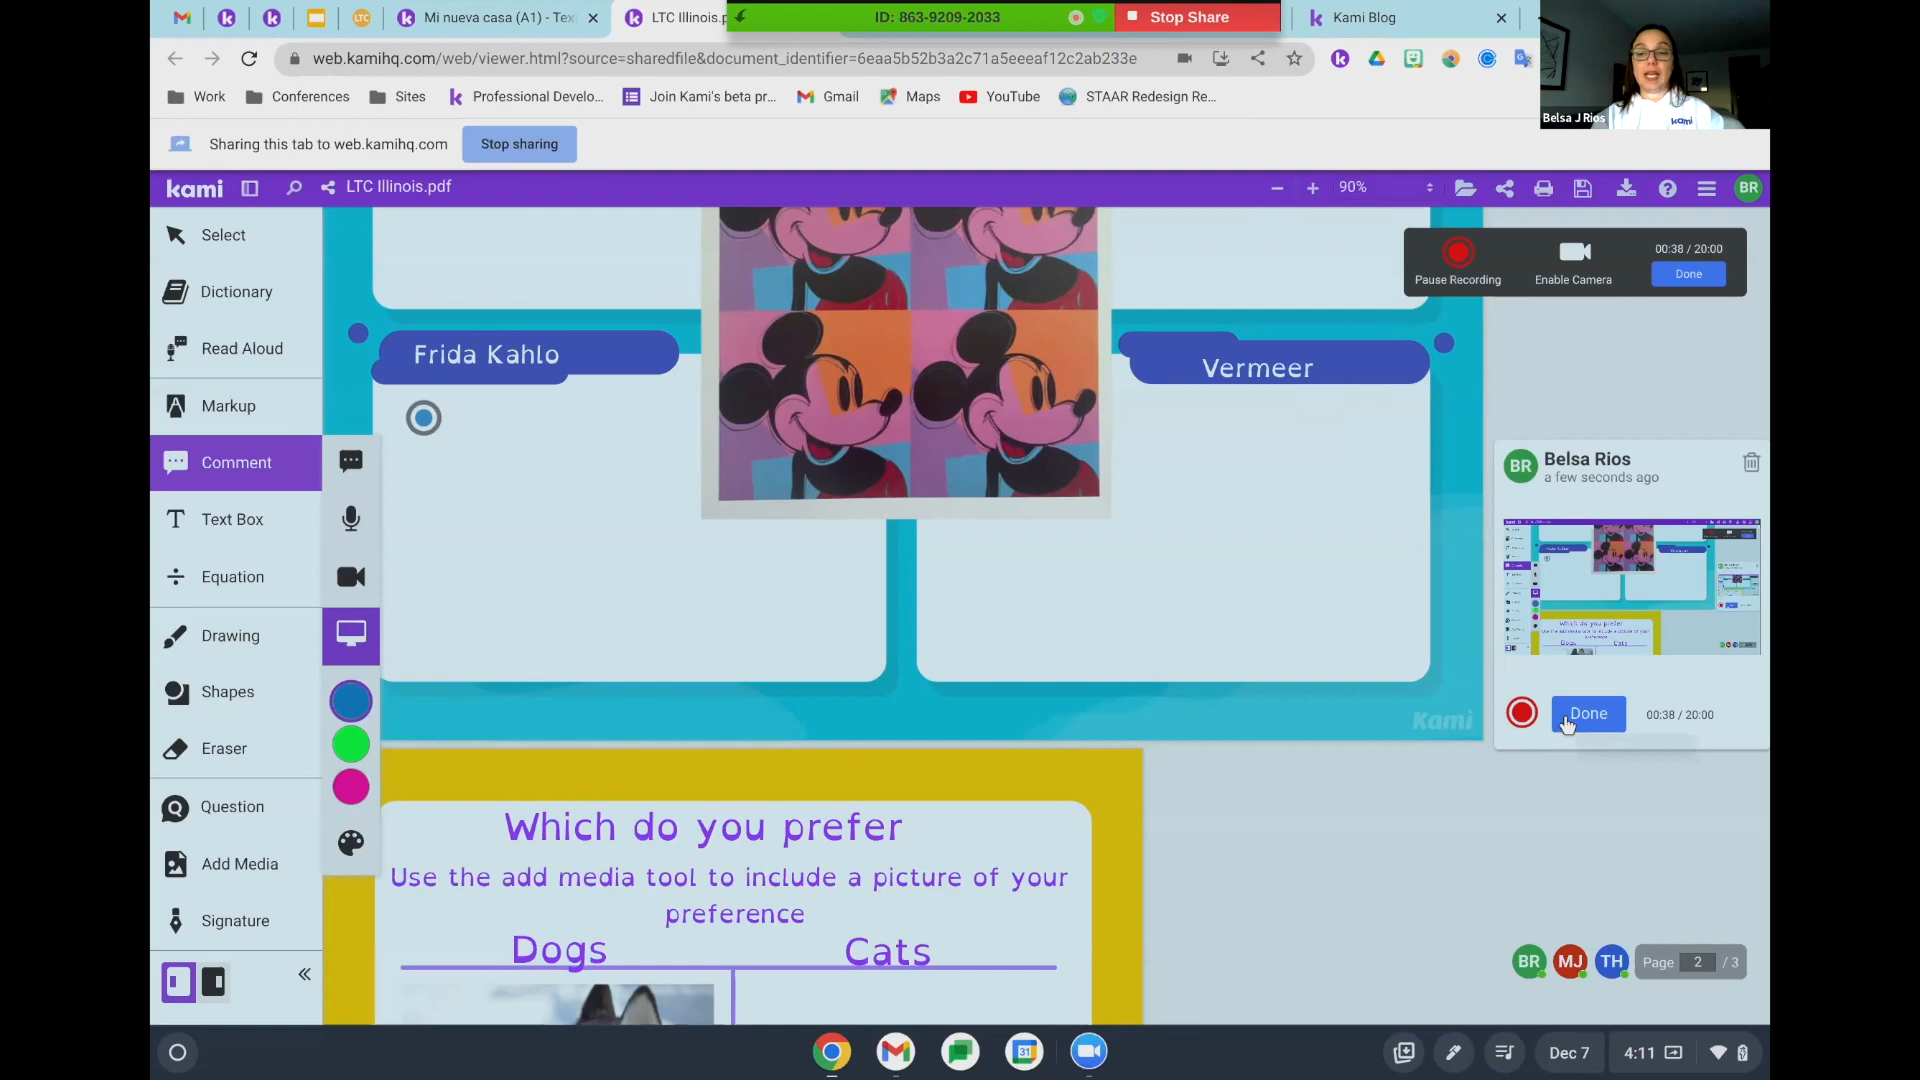 Mi nueva casa (A1) - Tex
LTC Illinois.p
ID: 863-9209-2033
Stop Share
Kami Blog
web.kamihq.com/web/viewer.html?source=sharedfile&document_identifier=6eaa5b52b3a2c71a5eeeaf12c2ab233e
Work
Conferences
Sites
Professional Develo...
Join Kami's beta pr...
Gmail
Maps
YouTube
STAAR Redesign Re...
Belsa J Rios
kami
Sharing this tab to web.kamihq.com
Stop sharing
kami
LTC Illinois.pdf
90%
BR
Select
Dictionary
Read Aloud
Markup
Comment
Text Box
Equation
Drawing
Shapes
Eraser
Question
Add Media
Signature
Pause Recording
Enable Camera
00:38 / 20:00
Done
Frida Kahlo
Vermeer
Kami
BR
Belsa Rios
a few seconds ago
Done
00:38 / 20:00
Which do you prefer
Use the add media tool to include a picture of your
preference
Dogs
Cats
BR
MJ
TH
Page 2 / 3
31
Dec 7
4:11